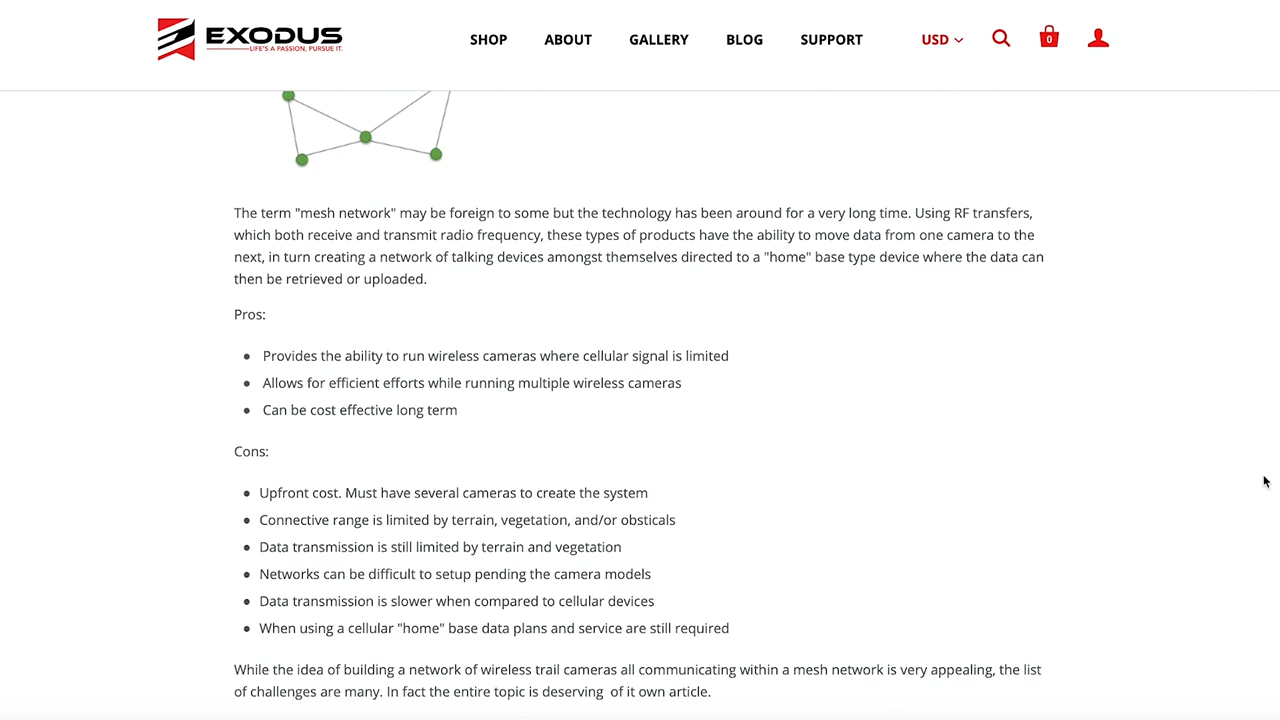 EXODUS
LIFE'S A PASSION, PURSUE IT.
SHOP ABOUT GALLERY BLOG SUPPORT USD 0
The term "mesh network" may be foreign to some but the technology has been around for a very long time. Using RF transfers,
which both receive and transmit radio frequency, these types of products have the ability to move data from one camera to the
next, in turn creating a network of talking devices amongst themselves directed to a "home" base type device where the data can
then be retrieved or uploaded.
Pros:
Provides the ability to run wireless cameras where cellular signal is limited
Allows for efficient efforts while running multiple wireless cameras
Can be cost effective long term
Cons:
Upfront cost. Must have several cameras to create the system
Connective range is limited by terrain, vegetation, and/or obsticals
Data transmission is still limited by terrain and vegetation
Networks can be difficult to setup pending the camera models
Data transmission is slower when compared to cellular devices
When using a cellular "home" base data plans and service are still required
While the idea of building a network of wireless trail cameras all communicating within a mesh network is very appealing, the list
of challenges are many. In fact the entire topic is deserving  of it own article.